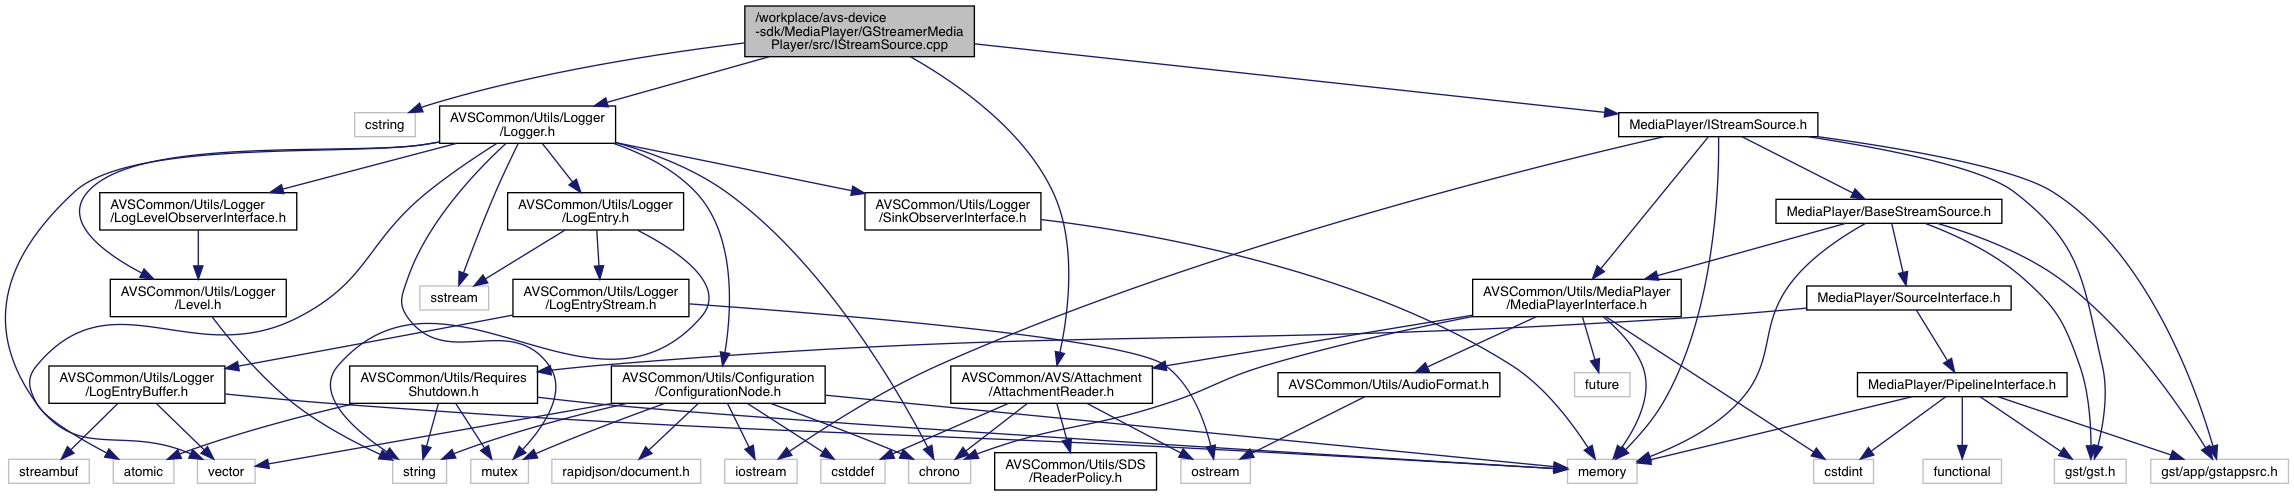 /workplace/avs-device
-sdk/MediaPlayer/GStreamerMedia
Player/src/IStreamSource.cpp
cstring
AVSCommon/Utils/Logger
/Logger.h
MediaPlayer/IStreamSource.h
AVSCommon/Utils/Logger
/LogLevelObserverInterface.h
AVSCommon/Utils/Logger
/LogEntry.h
AVSCommon/Utils/Logger
/SinkObserverInterface.h
MediaPlayer/BaseStreamSource.h
AVSCommon/Utils/Logger
/Level.h
sstream
AVSCommon/Utils/Logger
/LogEntryStream.h
AVSCommon/Utils/MediaPlayer
/MediaPlayerInterface.h
MediaPlayer/SourceInterface.h
AVSCommon/Utils/Logger
/LogEntryBuffer.h
AVSCommon/Utils/Requires
Shutdown.h
AVSCommon/Utils/Configuration
/ConfigurationNode.h
AVSCommon/AVS/Attachment
/AttachmentReader.h
AVSCommon/Utils/AudioFormat.h
future
MediaPlayer/PipelineInterface.h
streambuf
atomic
vector
string
mutex
rapidjson/document.h
iostream
cstddef
chrono
AVSCommon/Utils/SDS
/ReaderPolicy.h
ostream
memory
cstdint
functional
gst/gst.h
gst/app/gstappsrc.h